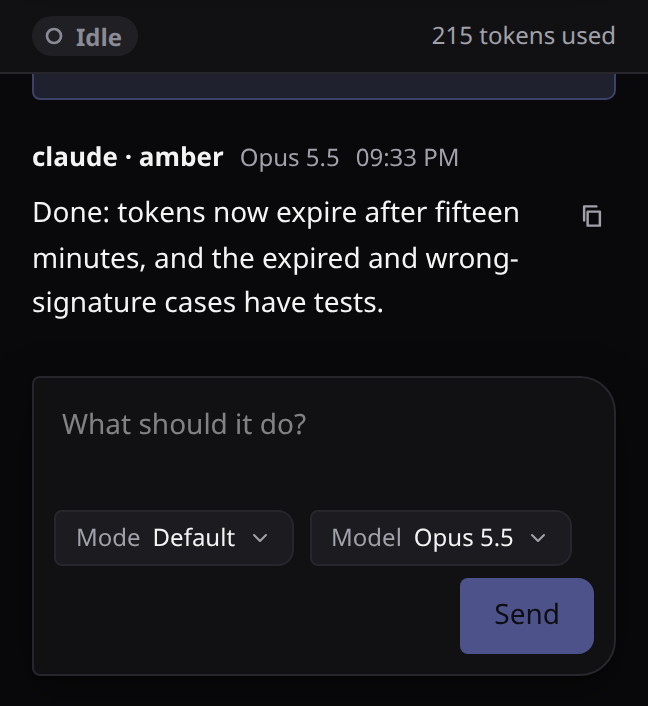 Idle
215 tokens used
claude · amber Opus 5.5 09:33 PM
Done: tokens now expire after fifteen
minutes, and the expired and wrong-
signature cases have tests.
What should it do?
Mode Default
Model Opus 5.5
Send